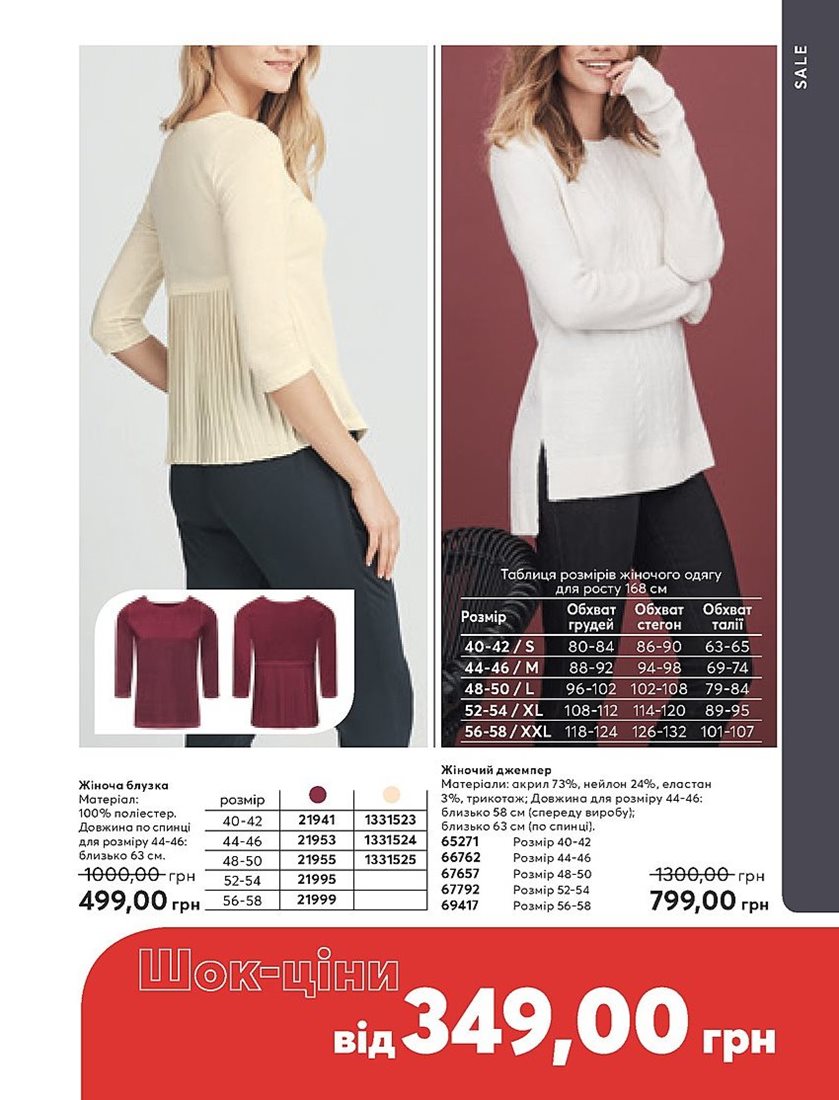 SALE
Таблиця розмірів жіночого одягу
для росту 168 см
Розмір Обхват грудей Обхват стегон Обхват талії
40-42 / S 80-84 86-90 63-65
44-46 / M 88-92 94-98 69-74
48-50 / L 96-102 102-108 79-84
52-54 / XL 108-112 114-120 89-95
56-58 / XXL 118-124 126-132 101-107
Жіноча блузка
Матеріал:
100% поліестер.
Довжина по спинці
для розміру 44-46:
близько 63 см.
1000,00 грн
499,00 грн
розмір
40-42 21941 1331523
44-46 21953 1331524
48-50 21955 1331525
52-54 21995
56-58 21999
Жіночий джемпер
Матеріали: акрил 73%, нейлон 24%, еластан
3%, трикотаж; Довжина для розміру 44-46:
близько 58 см (спереду виробу);
близько 63 см (по спинці).
65271 Розмір 40-42
66762 Розмір 44-46
67657 Розмір 48-50
67792 Розмір 52-54
69417 Розмір 56-58
1300,00 грн
799,00 грн
Шок-ціни
від 349,00 грн